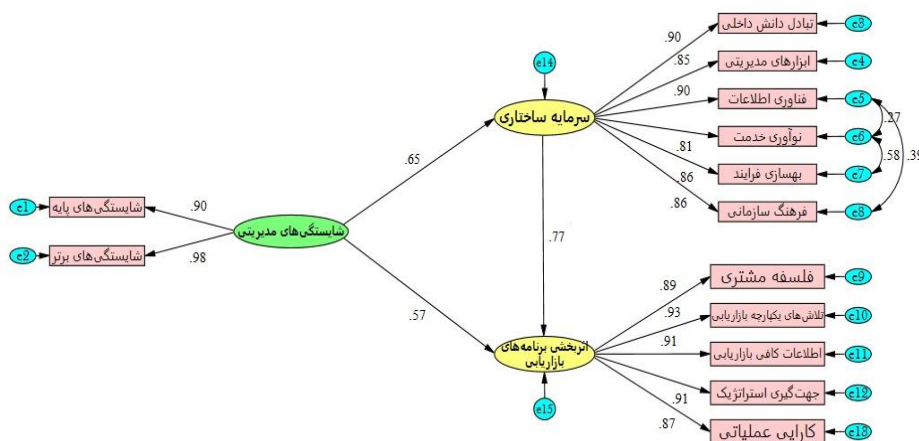 تبادل دانش داخلی
e8
.90
ابزارهای مدیریتی
e4
.85
e14
فناوری اطلاعات
e5
.90
.27
سرمایه ساختاری
نوآوری خدمت
e6
.81
.58
.39
بهسازی فرایند
e7
.86
.65
فرهنگ سازمانی
e8
.86
e1
شایستگی‌های پایه
.90
شایستگی‌های مدیریتی
.77
e2
شایستگی‌های برتر
.98
فلسفه مشتری
e9
.89
.57
تلاش‌های یکپارچه بازاریابی
e10
.93
اثربخشی برنامه‌های
بازاریابی
اطلاعات کافی بازاریابی
e11
.91
جهت‌گیری استراتژیک
e12
.91
e15
کارایی عملیاتی
e18
.87